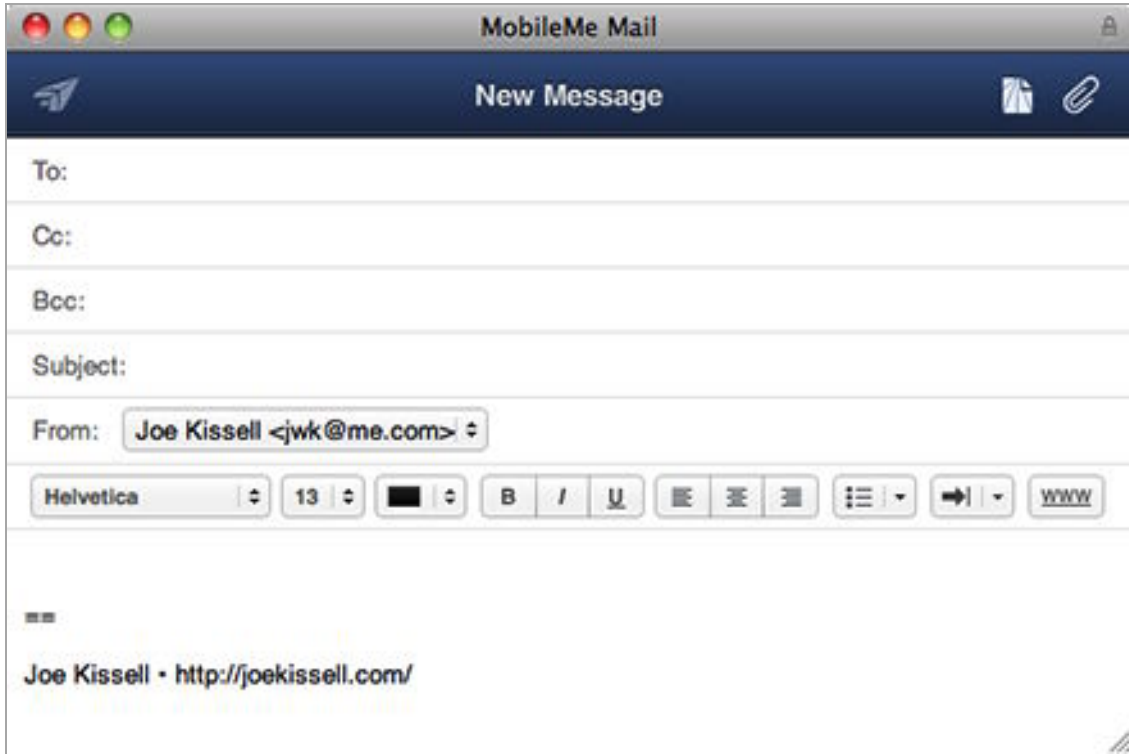 MobileMe Mail
New Message
To:
Cc:
Bcc:
Subject:
From: Joe Kissell <jwk@me.com>
Helvetica 13 B I U www
==
Joe Kissell • http://joekissell.com/